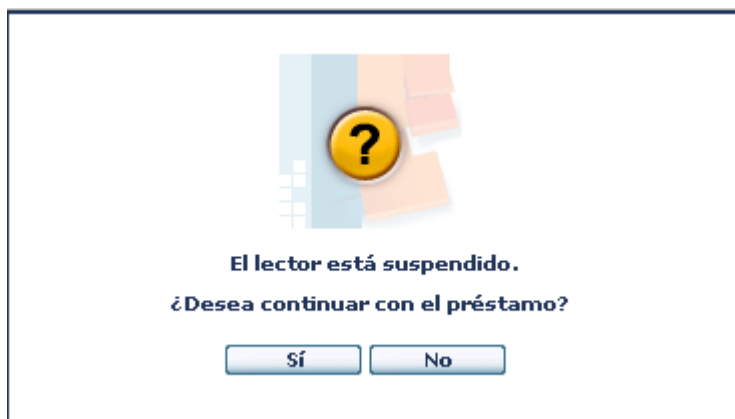 ?
El lector está suspendido.
¿Desea continuar con el préstamo?
Sí No